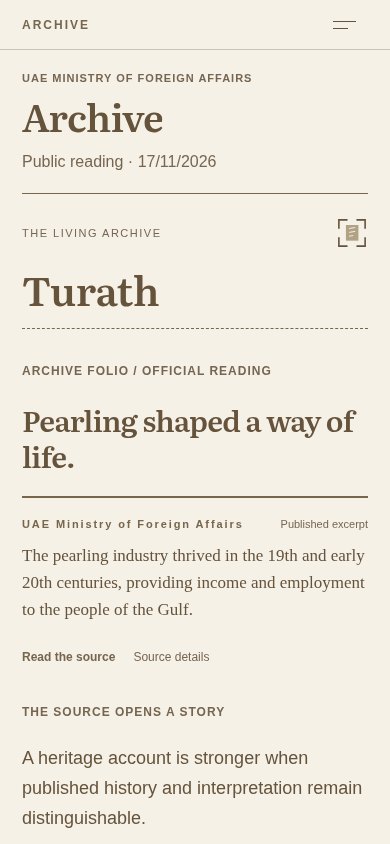 ARCHIVE
UAE MINISTRY OF FOREIGN AFFAIRS
Archive
Public reading · 17/11/2026
THE LIVING ARCHIVE
Turath
ARCHIVE FOLIO / OFFICIAL READING
Pearling shaped a way of
life.
UAE Ministry of Foreign Affairs Published excerpt
The pearling industry thrived in the 19th and early
20th centuries, providing income and employment
to the people of the Gulf.
Read the source Source details
THE SOURCE OPENS A STORY
A heritage account is stronger when
published history and interpretation remain
distinguishable.